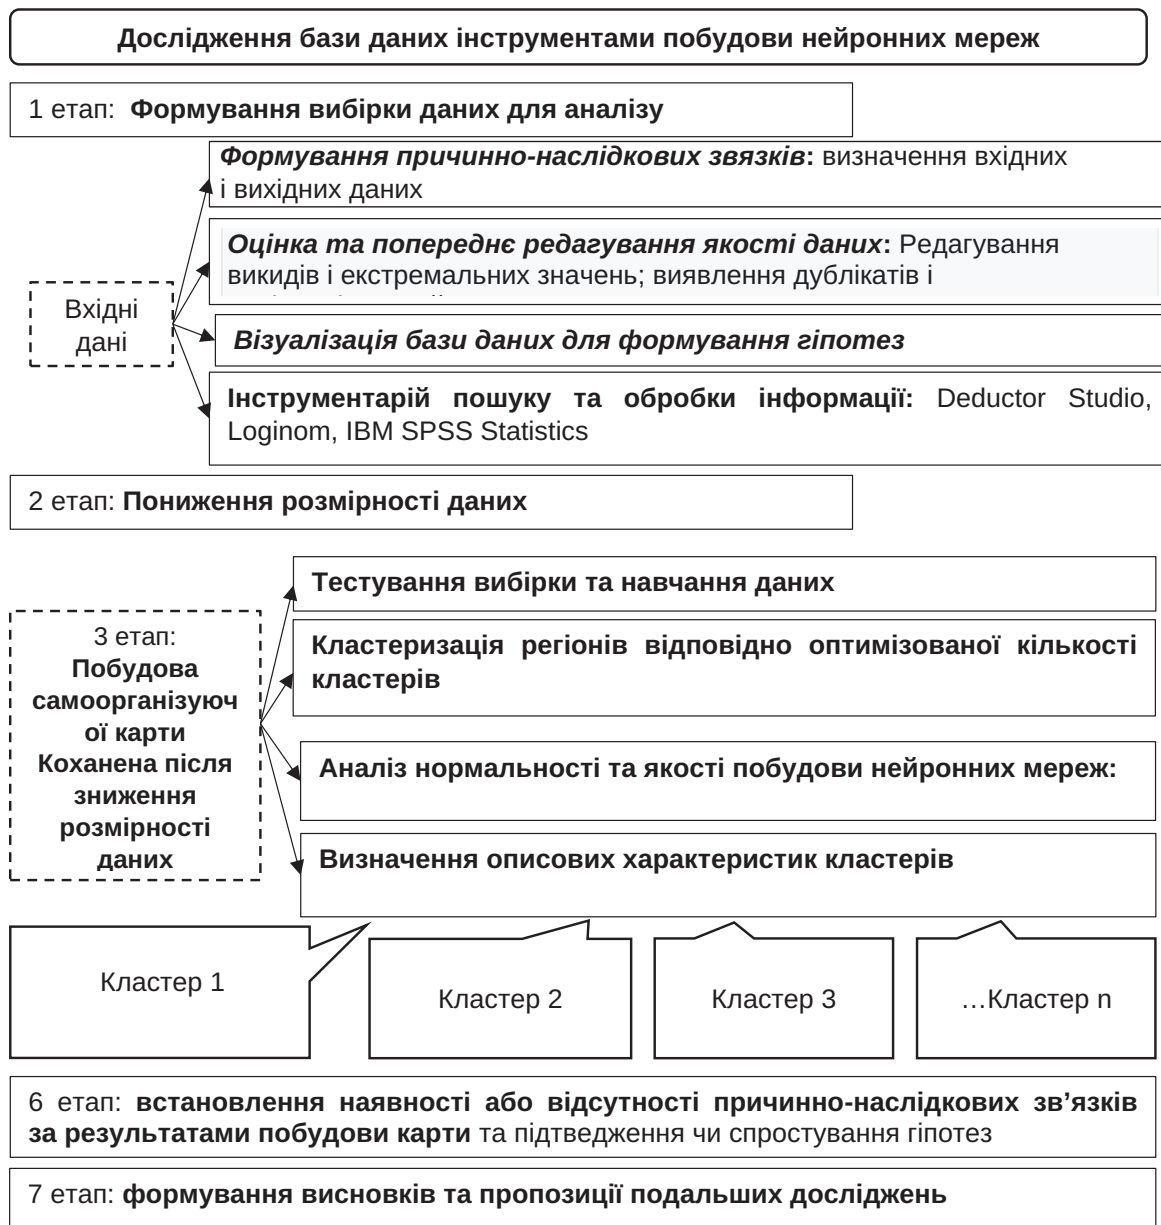 Дослідження бази даних інструментами побудови нейронних мереж
1 етап: Формування вибірки даних для аналізу
Формування причинно-наслідкових звязків: визначення вхідних
і вихідних даних
Оцінка та попереднє редагування якості даних: Редагування
викидів і екстремальних значень; виявлення дублікатів і
Вхідні
дані
Візуалізація бази даних для формування гіпотез
Інструментарій пошуку та обробки інформації: Deductor Studio,
Loginom, IBM SPSS Statistics
2 етап: Пониження розмірності даних
3 етап:
Побудова
самоорганізуюч
ої карти
Коханена після
зниження
розмірності
даних
Тестування вибірки та навчання даних
Кластеризація регіонів відповідно оптимізованої кількості
кластерів
Аналіз нормальності та якості побудови нейронних мереж:
Визначення описових характеристик кластерів
Кластер 1
Кластер 2
Кластер 3
…Кластер n
6 етап: встановлення наявності або відсутності причинно-наслідкових зв’язків
за результатами побудови карти та підтведження чи спростування гіпотез
7 етап: формування висновків та пропозиції подальших досліджень